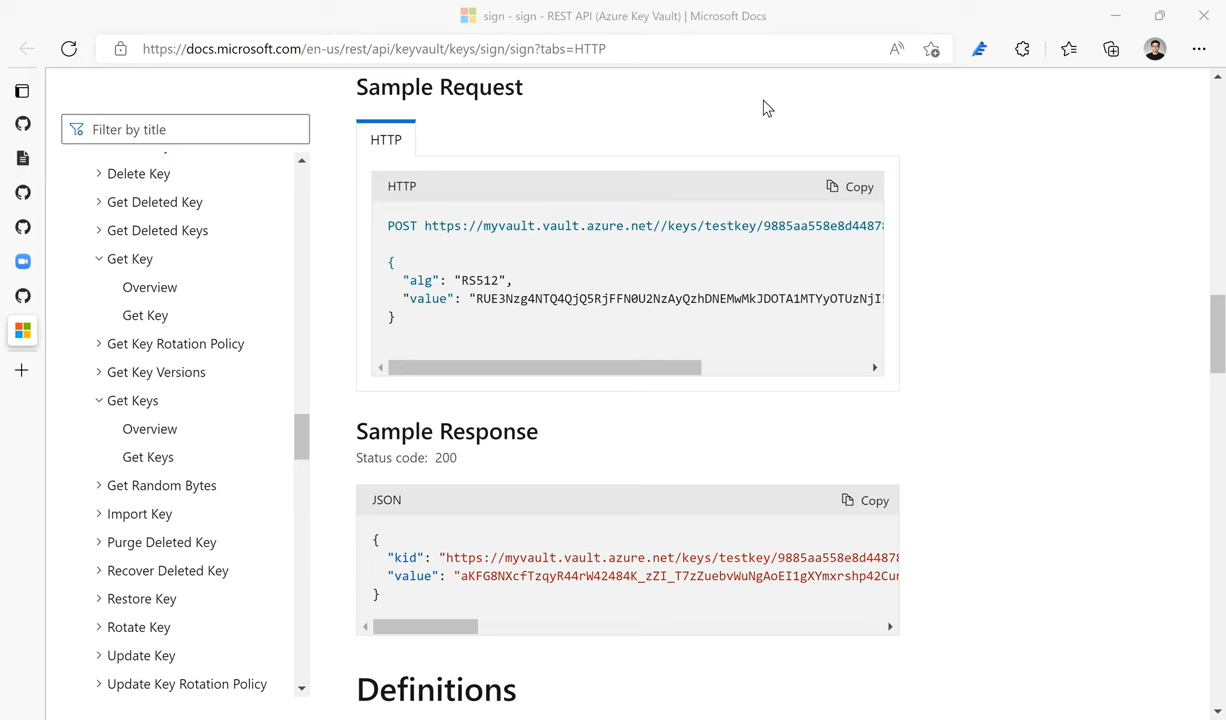 sign - sign - REST API (Azure Key Vault) | Microsoft Docs
https://docs.microsoft.com/en-us/rest/api/keyvault/keys/sign/sign?tabs=HTTP
Filter by title
Delete Key
Get Deleted Key
Get Deleted Keys
Get Key
Overview
Get Key
Get Key Rotation Policy
Get Key Versions
Get Keys
Overview
Get Keys
Get Random Bytes
Import Key
Purge Deleted Key
Recover Deleted Key
Restore Key
Rotate Key
Update Key
Update Key Rotation Policy
Sample Request
HTTP
HTTP Copy
POST https://myvault.vault.azure.net//keys/testkey/9885aa558e8d4487
{
"alg": "RS512",
"value": "RUE3Nzg4NTQ4QjQ5RjFFN0U2NzAyQzhDNEMwMkJDOTA1MTYyOTUzNjI
}
Sample Response
Status code: 200
JSON Copy
{
"kid": "https://myvault.vault.azure.net/keys/testkey/9885aa558e8d4487
"value": "aKFG8NXcfTzqyR44rW42484K_zZI_T7zZuebvWuNgAoEI1gXYmxrshp42Cu
}
Definitions